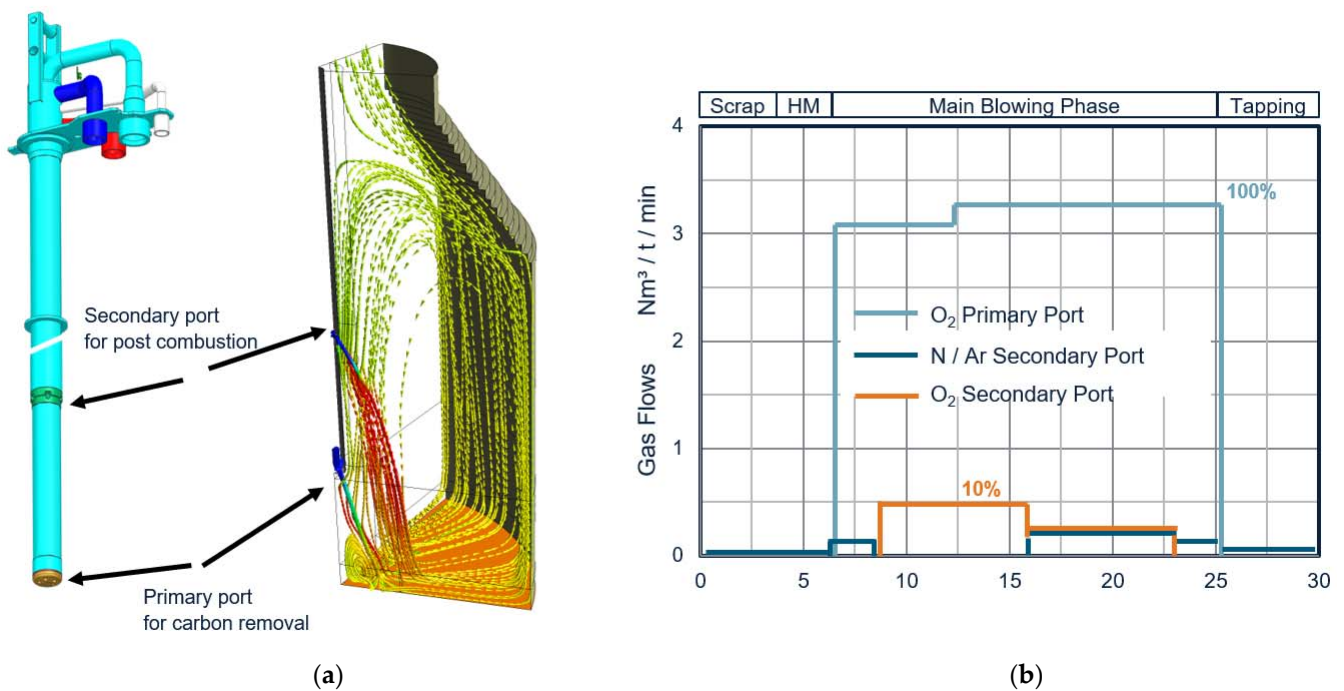 Secondary port
for post combustion
Primary port
for carbon removal
(a)
Scrap HM Main Blowing Phase Tapping
4
3
2
1
0
Gas Flows Nm³ / t / min
100%
O₂ Primary Port
N / Ar Secondary Port
O₂ Secondary Port
10%
0 5 10 15 20 25 30
(b)